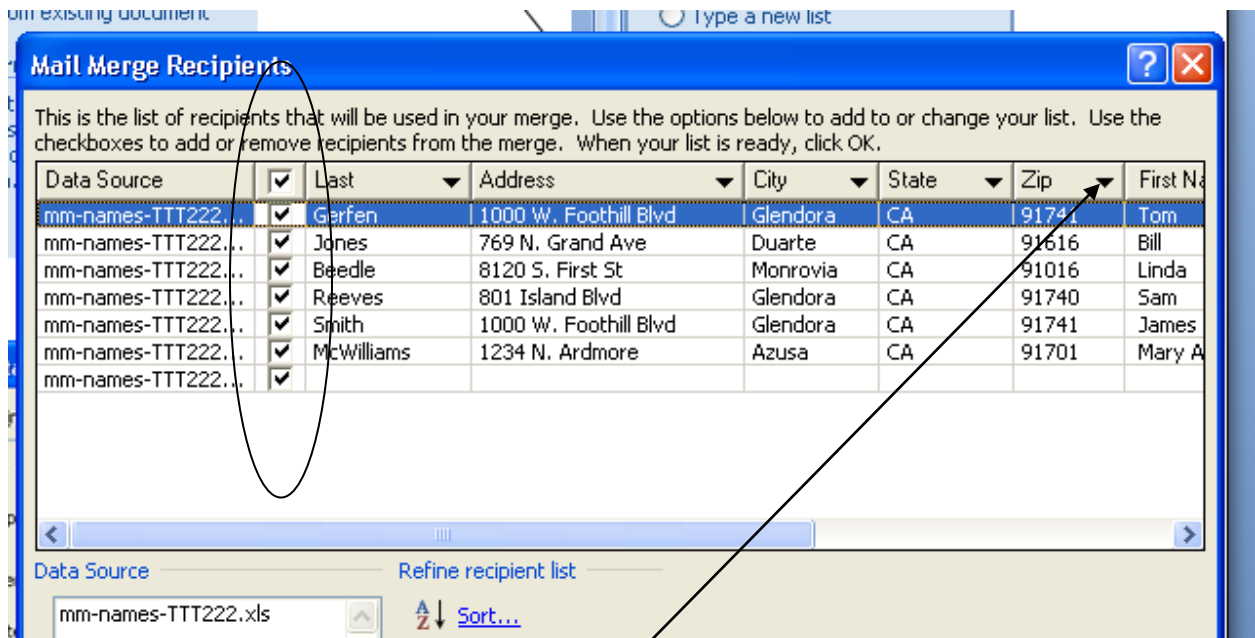 om existing document
Type a new list
Mail Merge Recipients
This is the list of recipients that will be used in your merge. Use the options below to add to or change your list. Use the
checkboxes to add or remove recipients from the merge. When your list is ready, click OK.
Data Source Last Address City State Zip First Na
mm-names-TTT222... Gerfen 1000 W. Foothill Blvd Glendora CA 91741 Tom
mm-names-TTT222... Jones 769 N. Grand Ave Duarte CA 91616 Bill
mm-names-TTT222... Beedle 8120 S. First St Monrovia CA 91016 Linda
mm-names-TTT222... Reeves 801 Island Blvd Glendora CA 91740 Sam
mm-names-TTT222... Smith 1000 W. Foothill Blvd Glendora CA 91741 James
mm-names-TTT222... McWilliams 1234 N. Ardmore Azusa CA 91701 Mary A
mm-names-TTT222...
Data Source Refine recipient list
mm-names-TTT222.xls Sort...